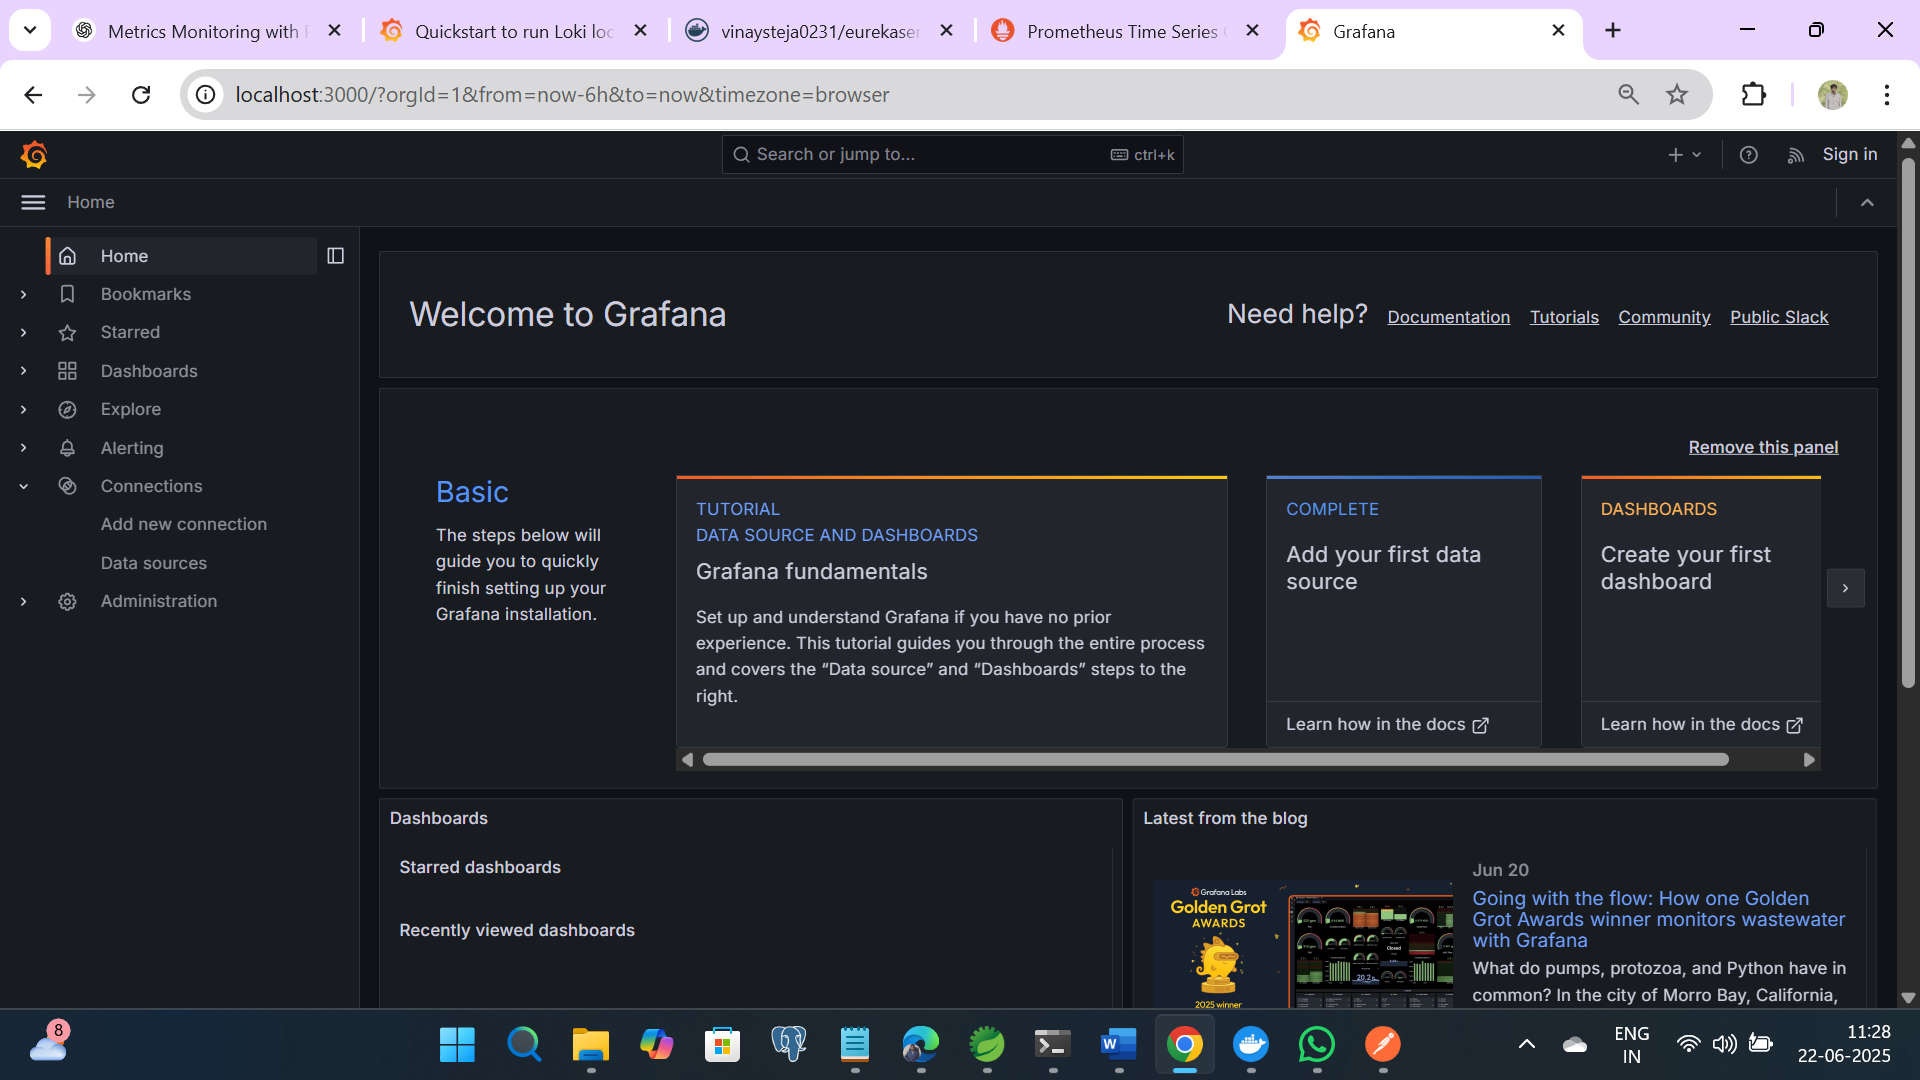 Metrics Monitoring with
Quickstart to run Loki loc
vinaysteja0231/eurekaser
Prometheus Time Series
Grafana
localhost:3000/?orgId=1&from=now-6h&to=now&timezone=browser
Search or jump to...
ctrl+k
Sign in
Home
Home
Bookmarks
Starred
Dashboards
Explore
Alerting
Connections
Add new connection
Data sources
Administration
Welcome to Grafana
Need help?
Documentation
Tutorials
Community
Public Slack
Remove this panel
Basic
The steps below will
guide you to quickly
finish setting up your
Grafana installation.
TUTORIAL
DATA SOURCE AND DASHBOARDS
Grafana fundamentals
Set up and understand Grafana if you have no prior
experience. This tutorial guides you through the entire process
and covers the “Data source” and “Dashboards” steps to the
right.
COMPLETE
Add your first data
source
Learn how in the docs
DASHBOARDS
Create your first
dashboard
Learn how in the docs
Dashboards
Starred dashboards
Recently viewed dashboards
Latest from the blog
Grafana Labs
Golden Grot
AWARDS
2025 winner
Jun 20
Going with the flow: How one Golden
Grot Awards winner monitors wastewater
with Grafana
What do pumps, protozoa, and Python have in
common? In the city of Morro Bay, California,
8
ENG
IN
11:28
22-06-2025